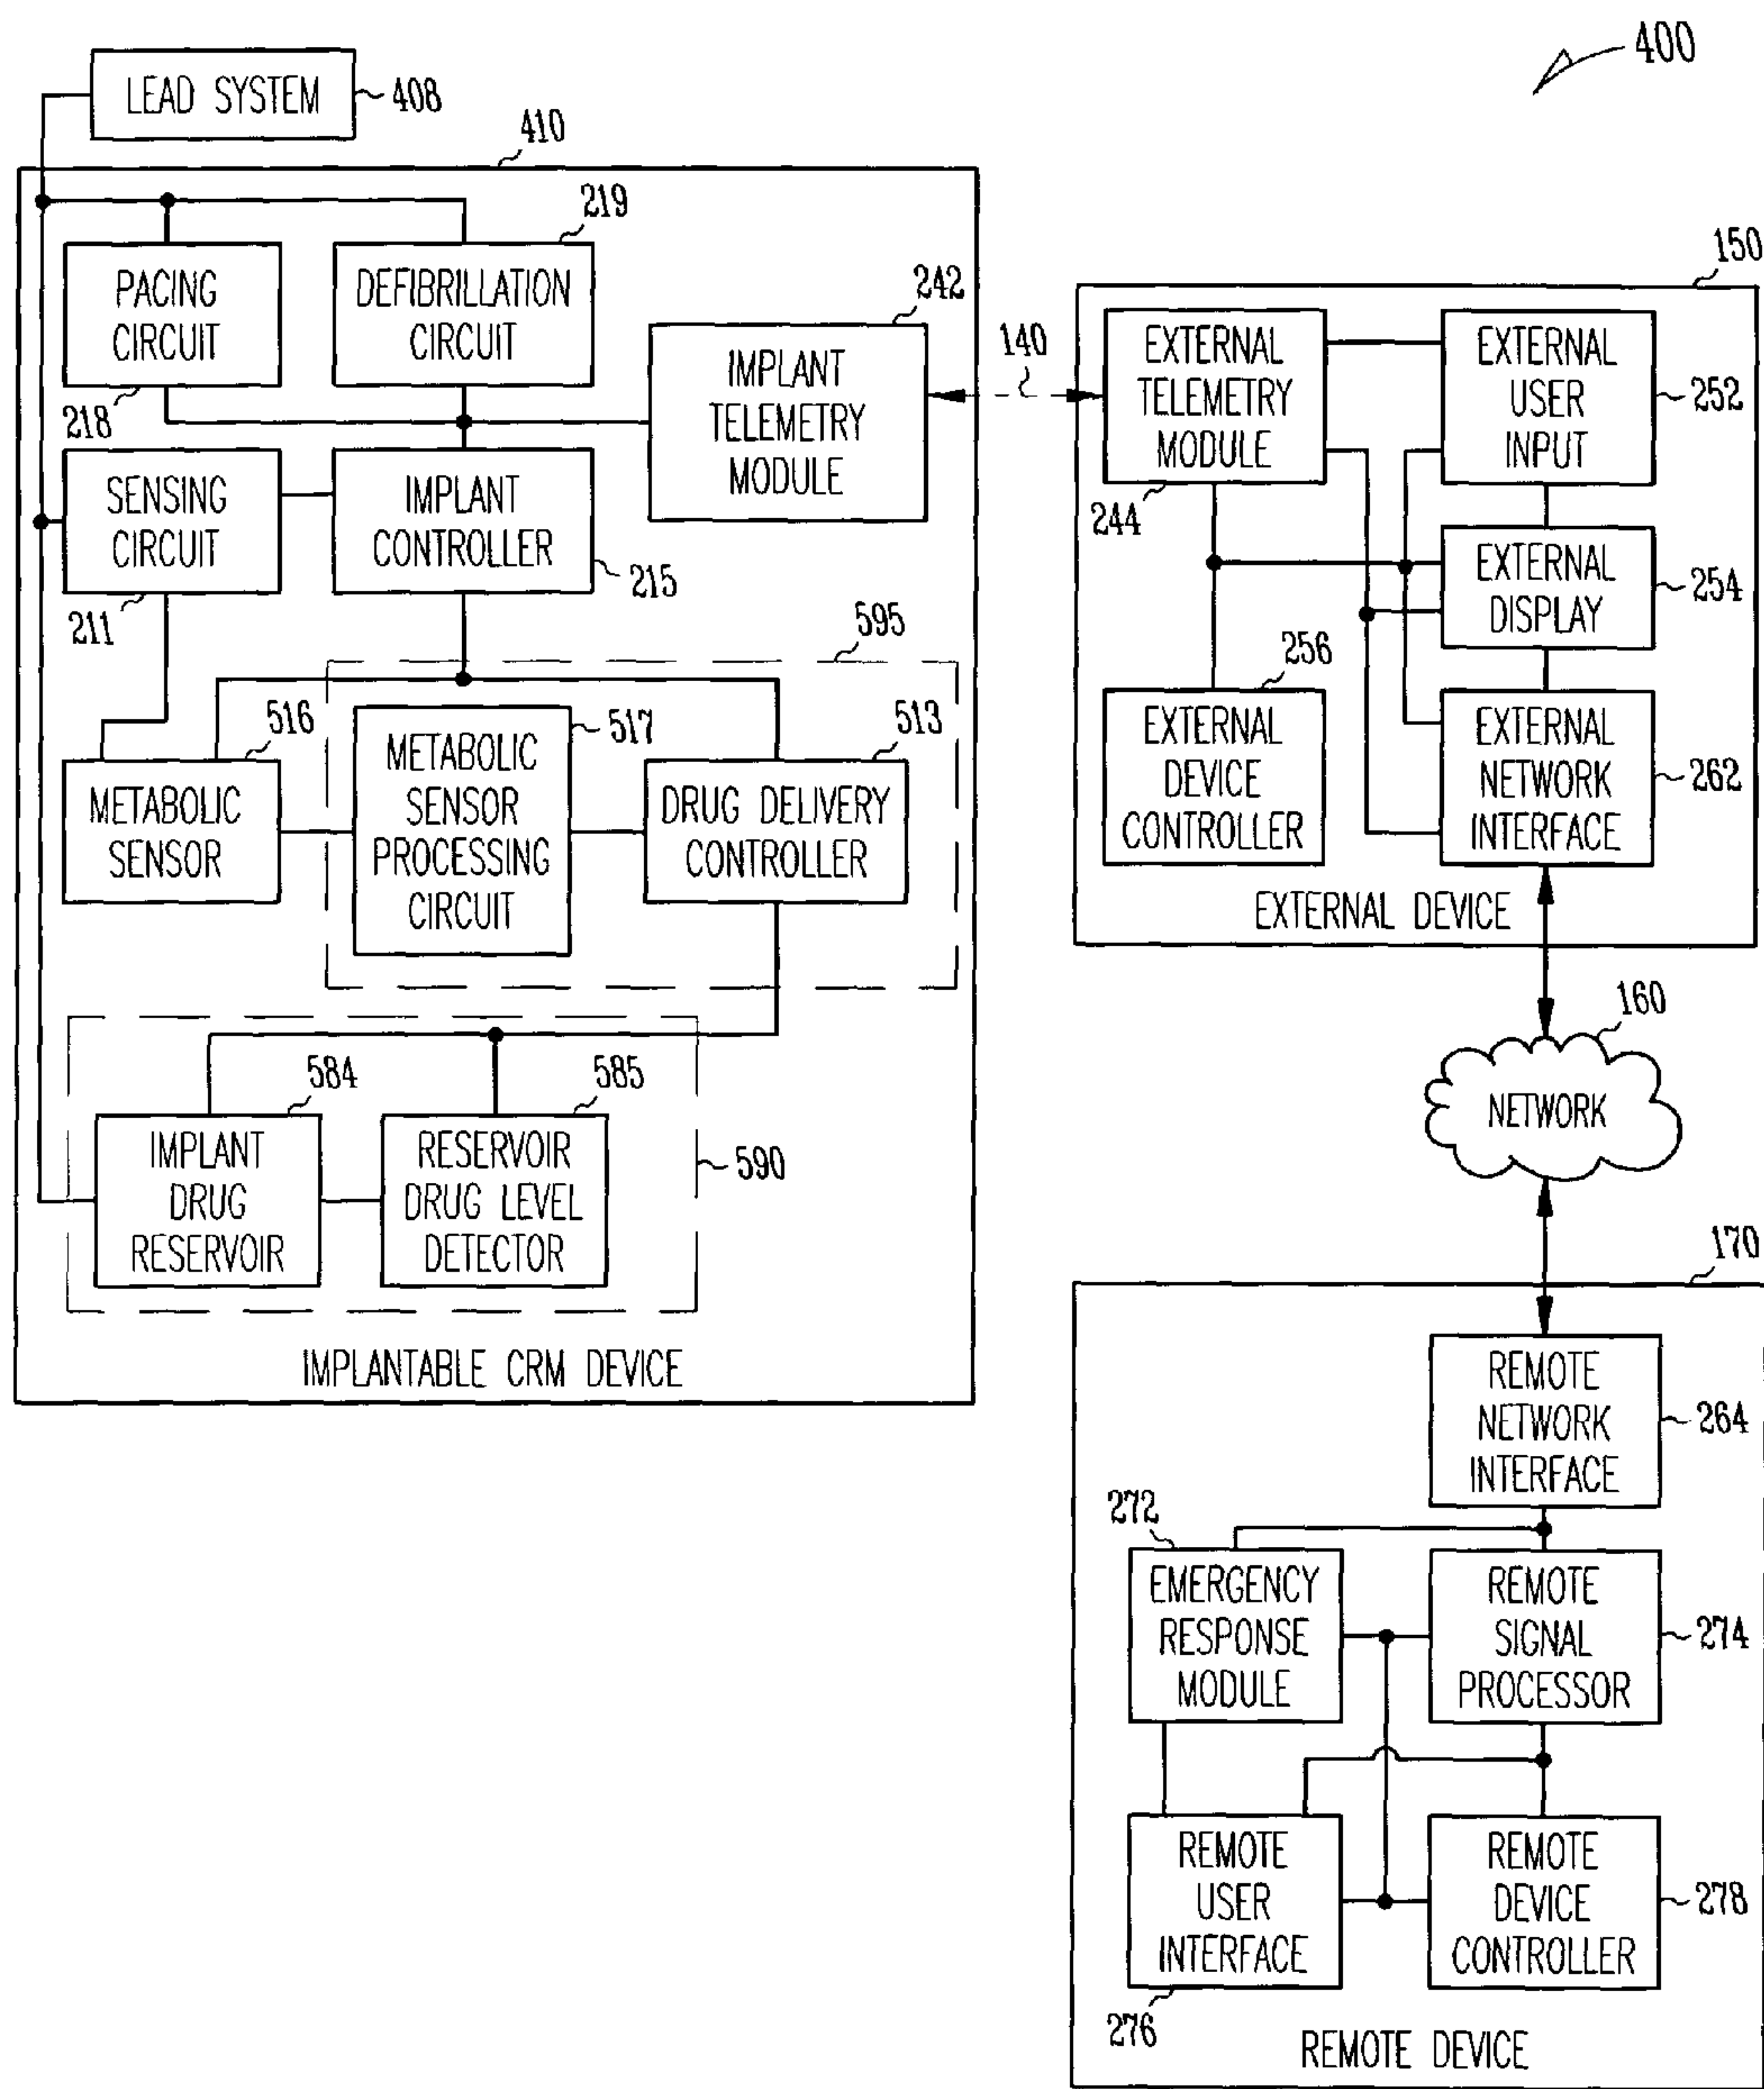 400
LEAD SYSTEM
408
410
219
PACING
CIRCUIT
218
DEFIBRILLATION
CIRCUIT
242
IMPLANT
TELEMETRY
MODULE
SENSING
CIRCUIT
211
IMPLANT
CONTROLLER
215
595
516
517
513
METABOLIC
SENSOR
METABOLIC
SENSOR
PROCESSING
CIRCUIT
DRUG DELIVERY
CONTROLLER
584
585
590
IMPLANT
DRUG
RESERVOIR
RESERVOIR
DRUG LEVEL
DETECTOR
IMPLANTABLE CRM DEVICE
140
150
EXTERNAL
TELEMETRY
MODULE
244
EXTERNAL
USER
INPUT
252
EXTERNAL
DISPLAY
254
256
EXTERNAL
DEVICE
CONTROLLER
EXTERNAL
NETWORK
INTERFACE
262
EXTERNAL DEVICE
160
NETWORK
170
REMOTE
NETWORK
INTERFACE
264
272
EMERGENCY
RESPONSE
MODULE
REMOTE
SIGNAL
PROCESSOR
274
REMOTE
USER
INTERFACE
276
REMOTE
DEVICE
CONTROLLER
278
REMOTE DEVICE